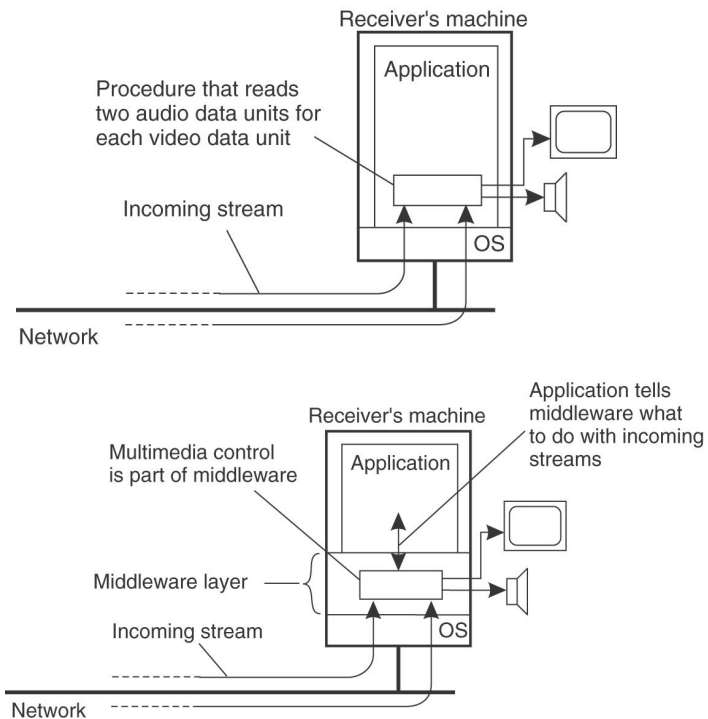 Receiver's machine
Application
Procedure that reads
two audio data units for
each video data unit
Incoming stream
OS
Network
Application tells
middleware what
to do with incoming
streams
Receiver's machine
Multimedia control
is part of middleware
Application
Middleware layer
Incoming stream
OS
Network